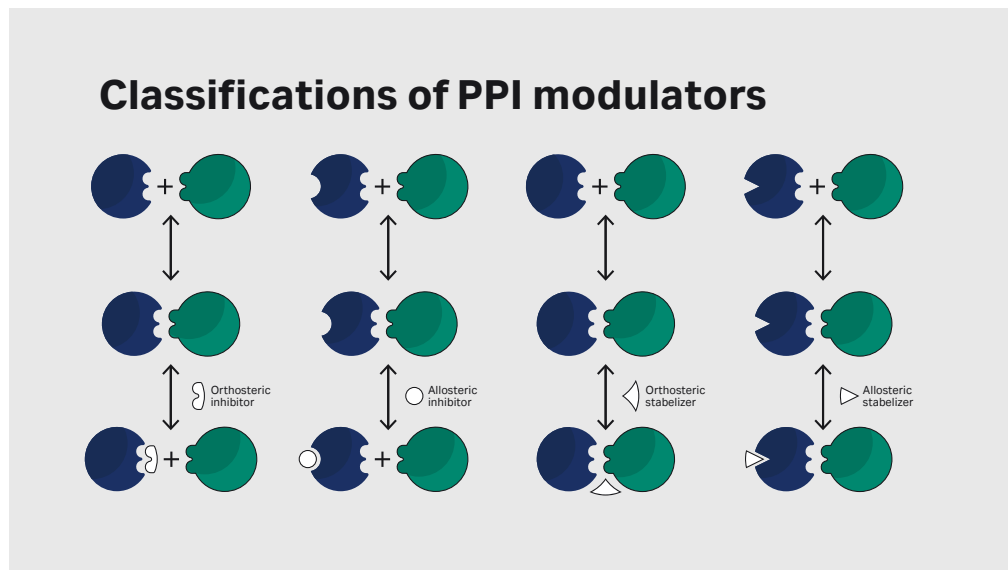 Classifications of PPI modulators
+
+
+
+
Orthosteric
inhibitor
Allosteric
inhibitor
Orthosteric
stabelizer
Allosteric
stabelizer
+
+